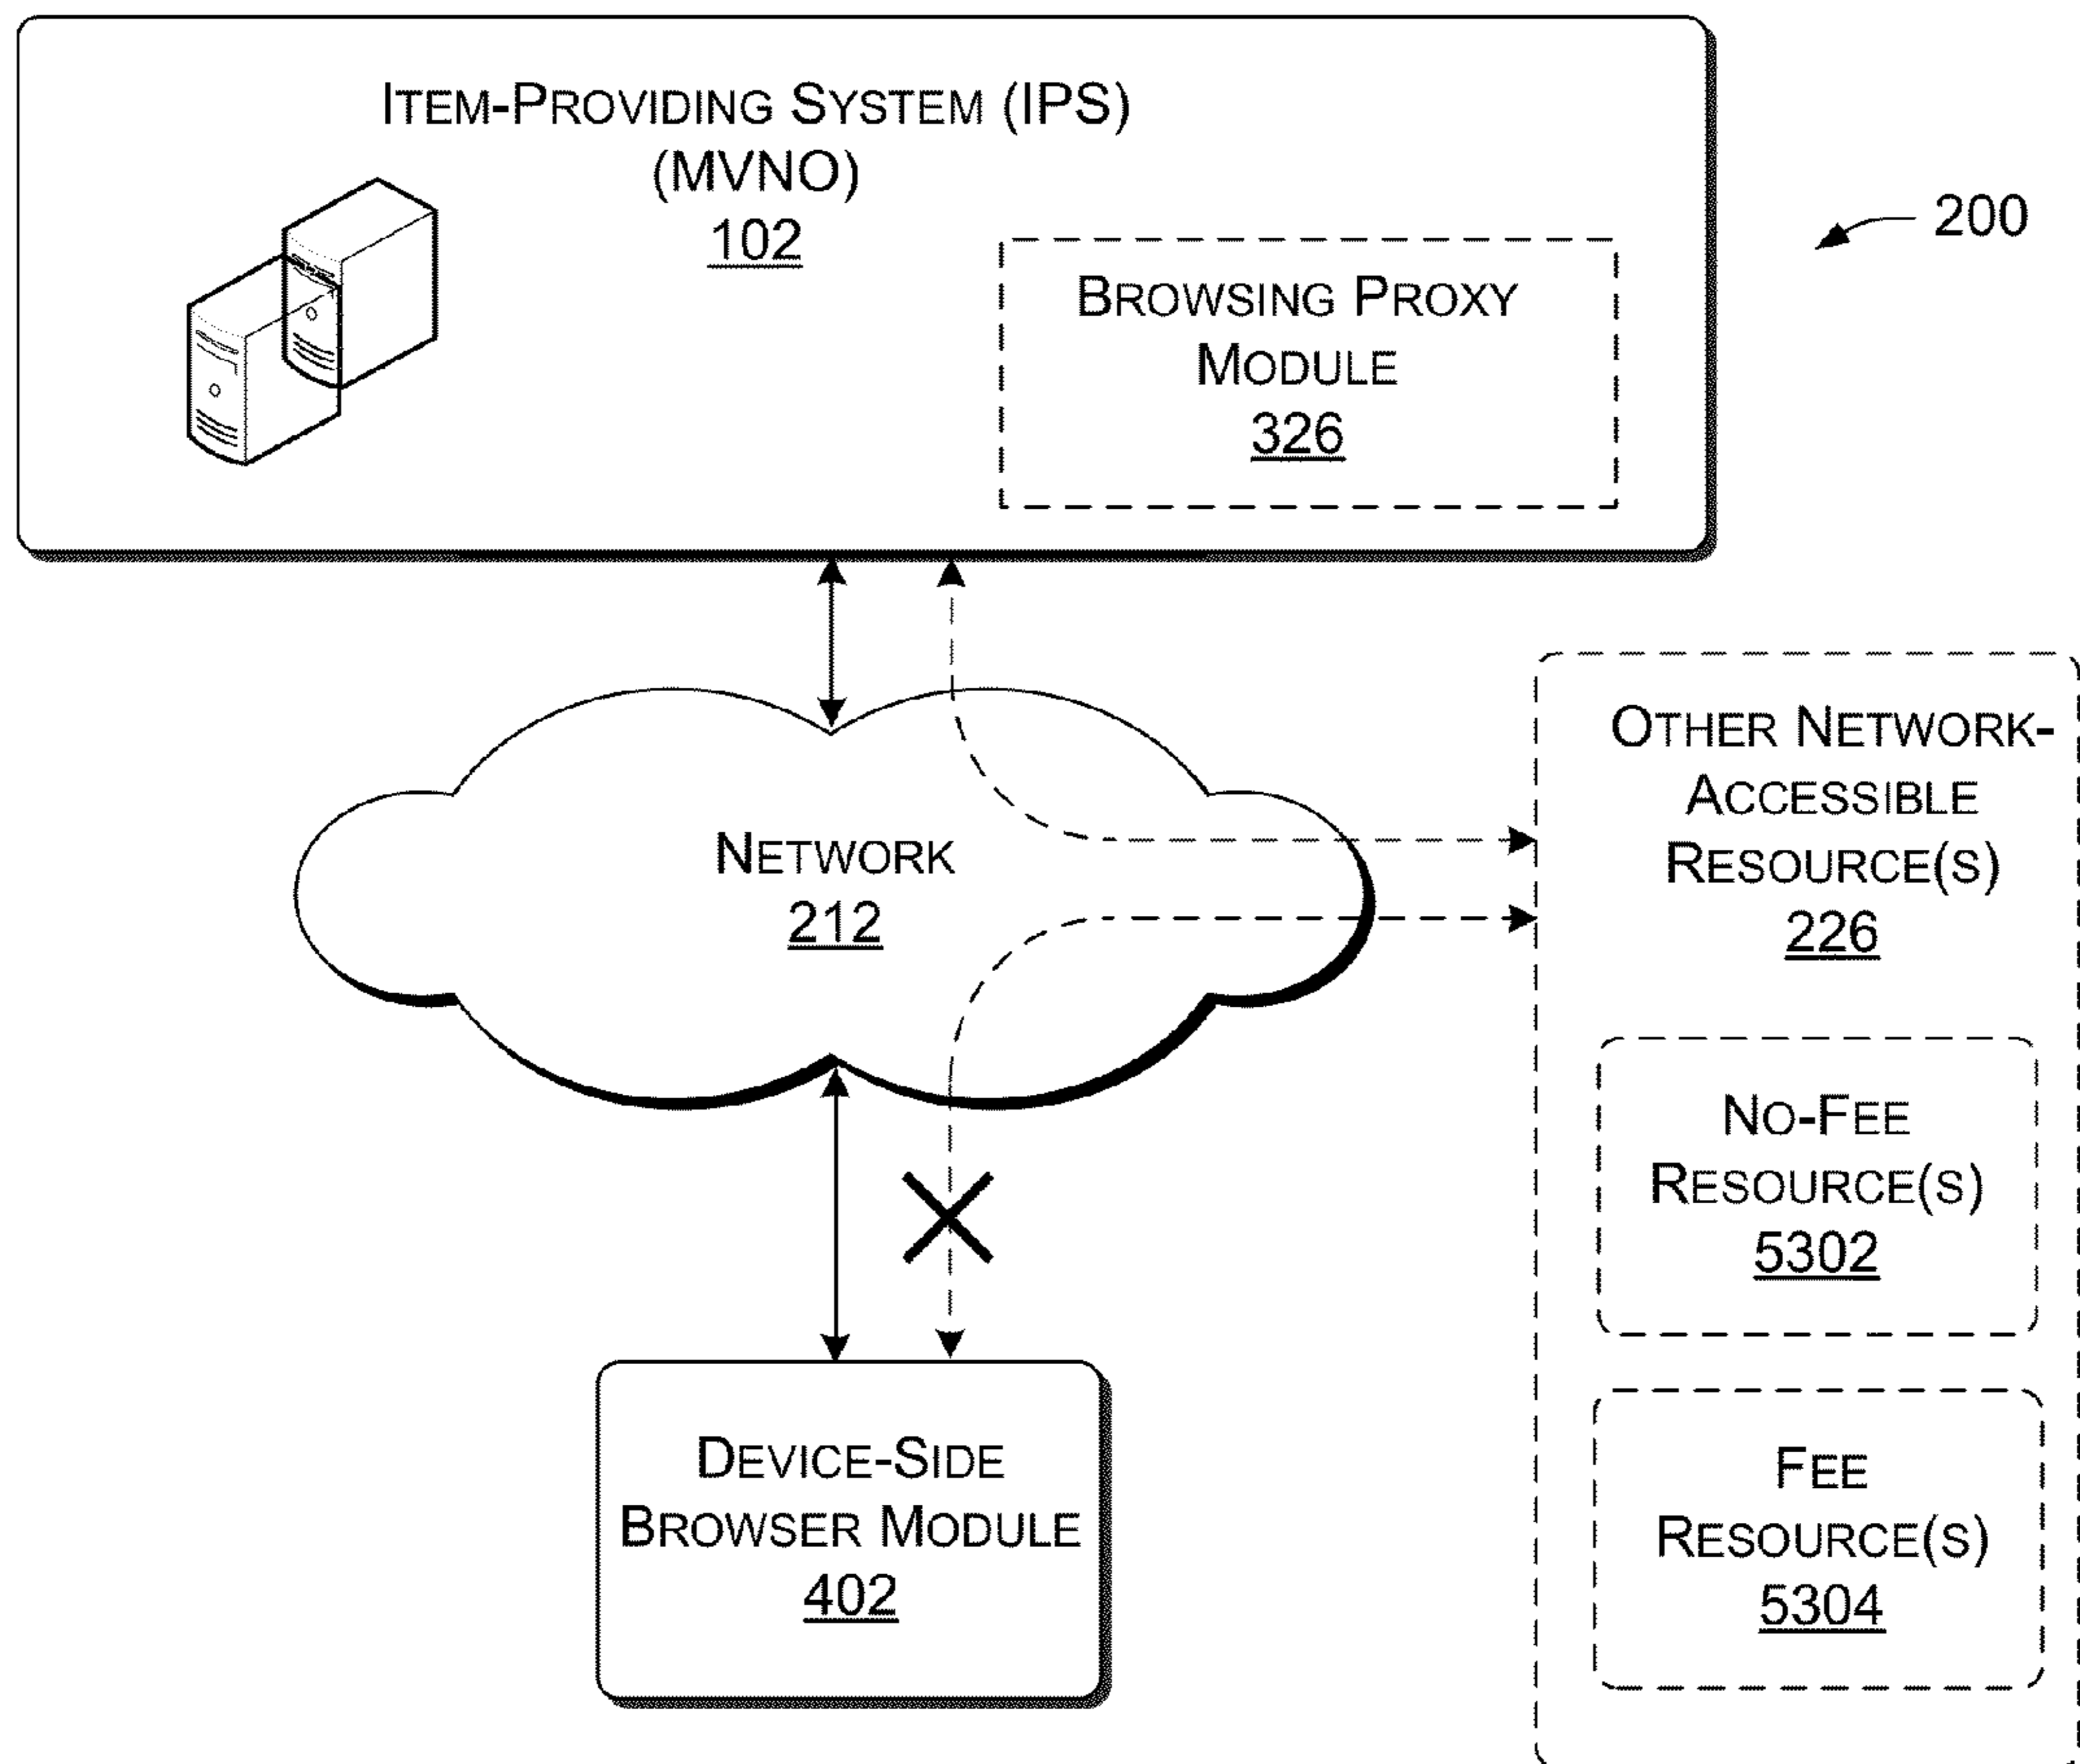 ITEM-PROVIDING SYSTEM (IPS)
(MVNO)
102
200
BROWSING PROXY
MODULE
326
OTHER NETWORK-
ACCESSIBLE
RESOURCE(S)
226
NETWORK
212
NO-FEE
RESOURCE(S)
5302
DEVICE-SIDE
BROWSER MODULE
402
FEE
RESOURCE(S)
5304